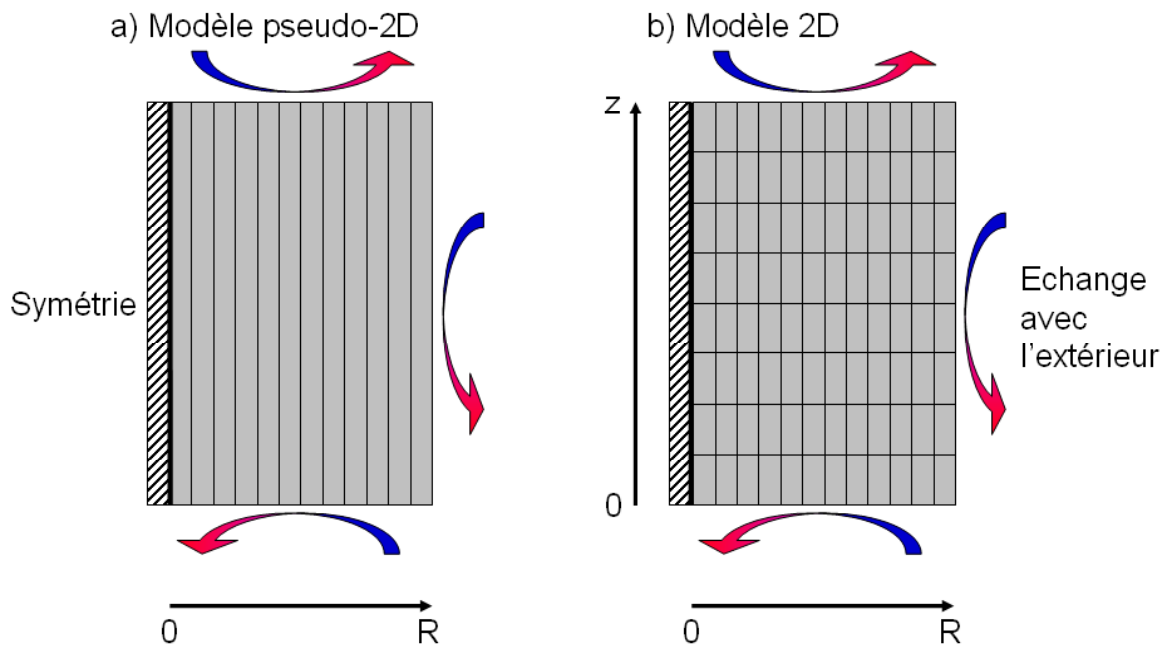 a) Modèle pseudo-2D
b) Modèle 2D
z
Symétrie
Echange
avec
l'extérieur
0
0
R
0
R